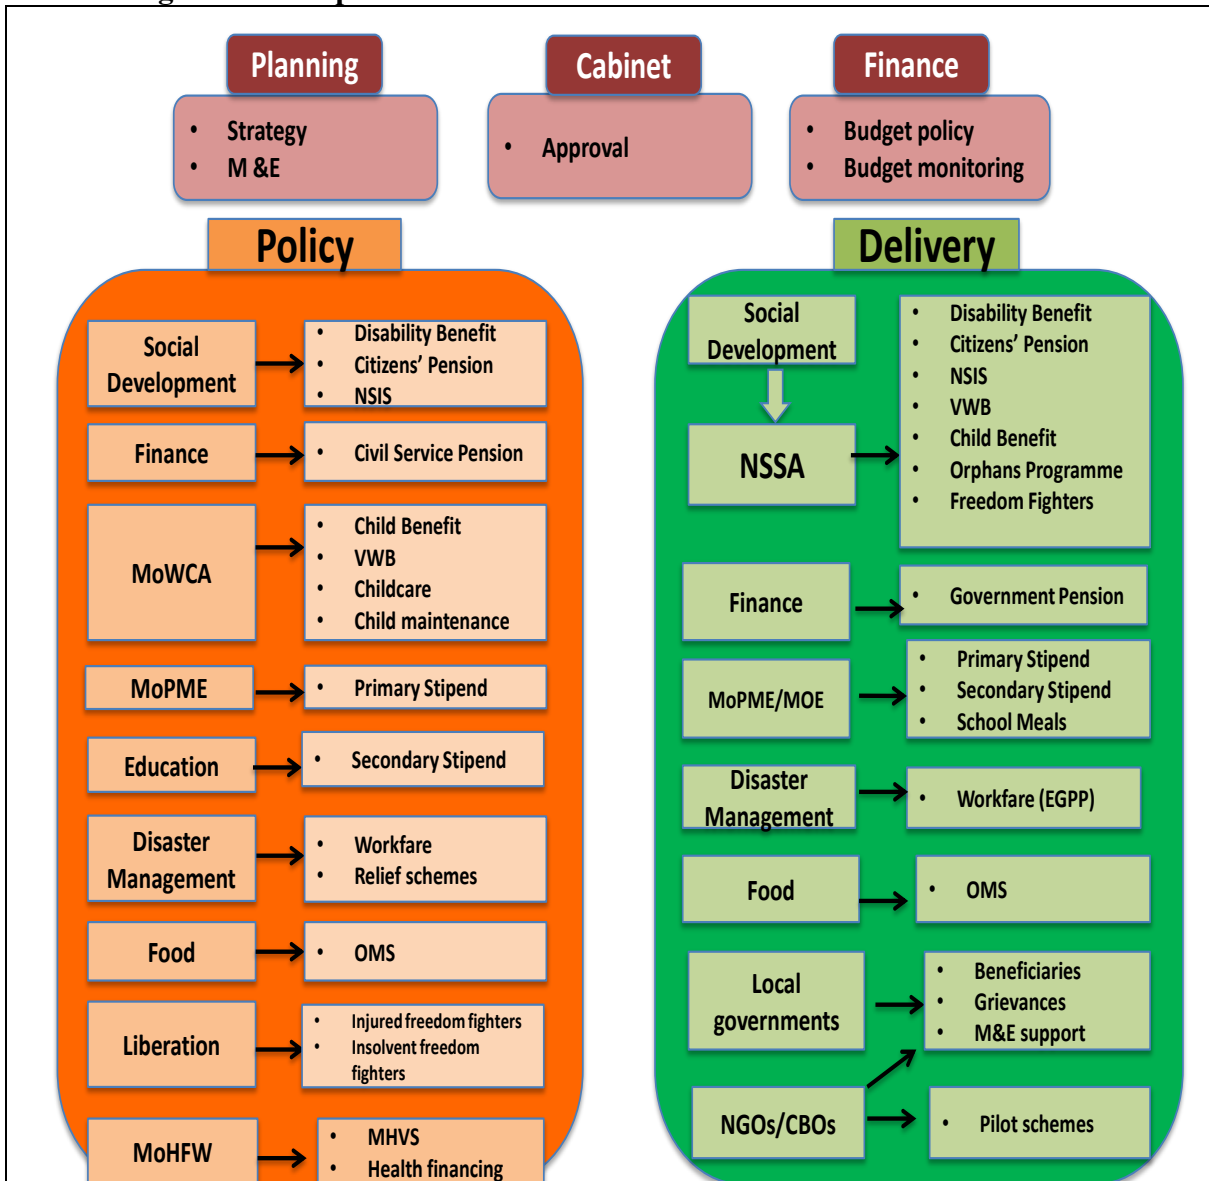 Planning
Cabinet
Finance
• Strategy
• M &E
• Approval
• Budget policy
• Budget monitoring
Policy
Social
Development
• Disability Benefit
• Citizens' Pension
• NSIS
Finance
• Civil Service Pension
MoWCA
• Child Benefit
• VWB
• Childcare
• Child maintenance
MoPME
• Primary Stipend
Education
• Secondary Stipend
Disaster
Management
• Workfare
• Relief schemes
Food
• OMS
Liberation
• Injured freedom fighters
• Insolvent freedom
fighters
MoHFW
• MHVS
• Health financing
Delivery
Social
Development
NSSA
• Disability Benefit
• Citizens' Pension
• NSIS
• VWB
• Child Benefit
• Orphans Programme
• Freedom Fighters
Finance
• Government Pension
MoPME/MOE
• Primary Stipend
• Secondary Stipend
• School Meals
Disaster
Management
• Workfare (EGPP)
Food
• OMS
Local
governments
• Beneficiaries
• Grievances
• M&E support
NGOs/CBOs
• Pilot schemes